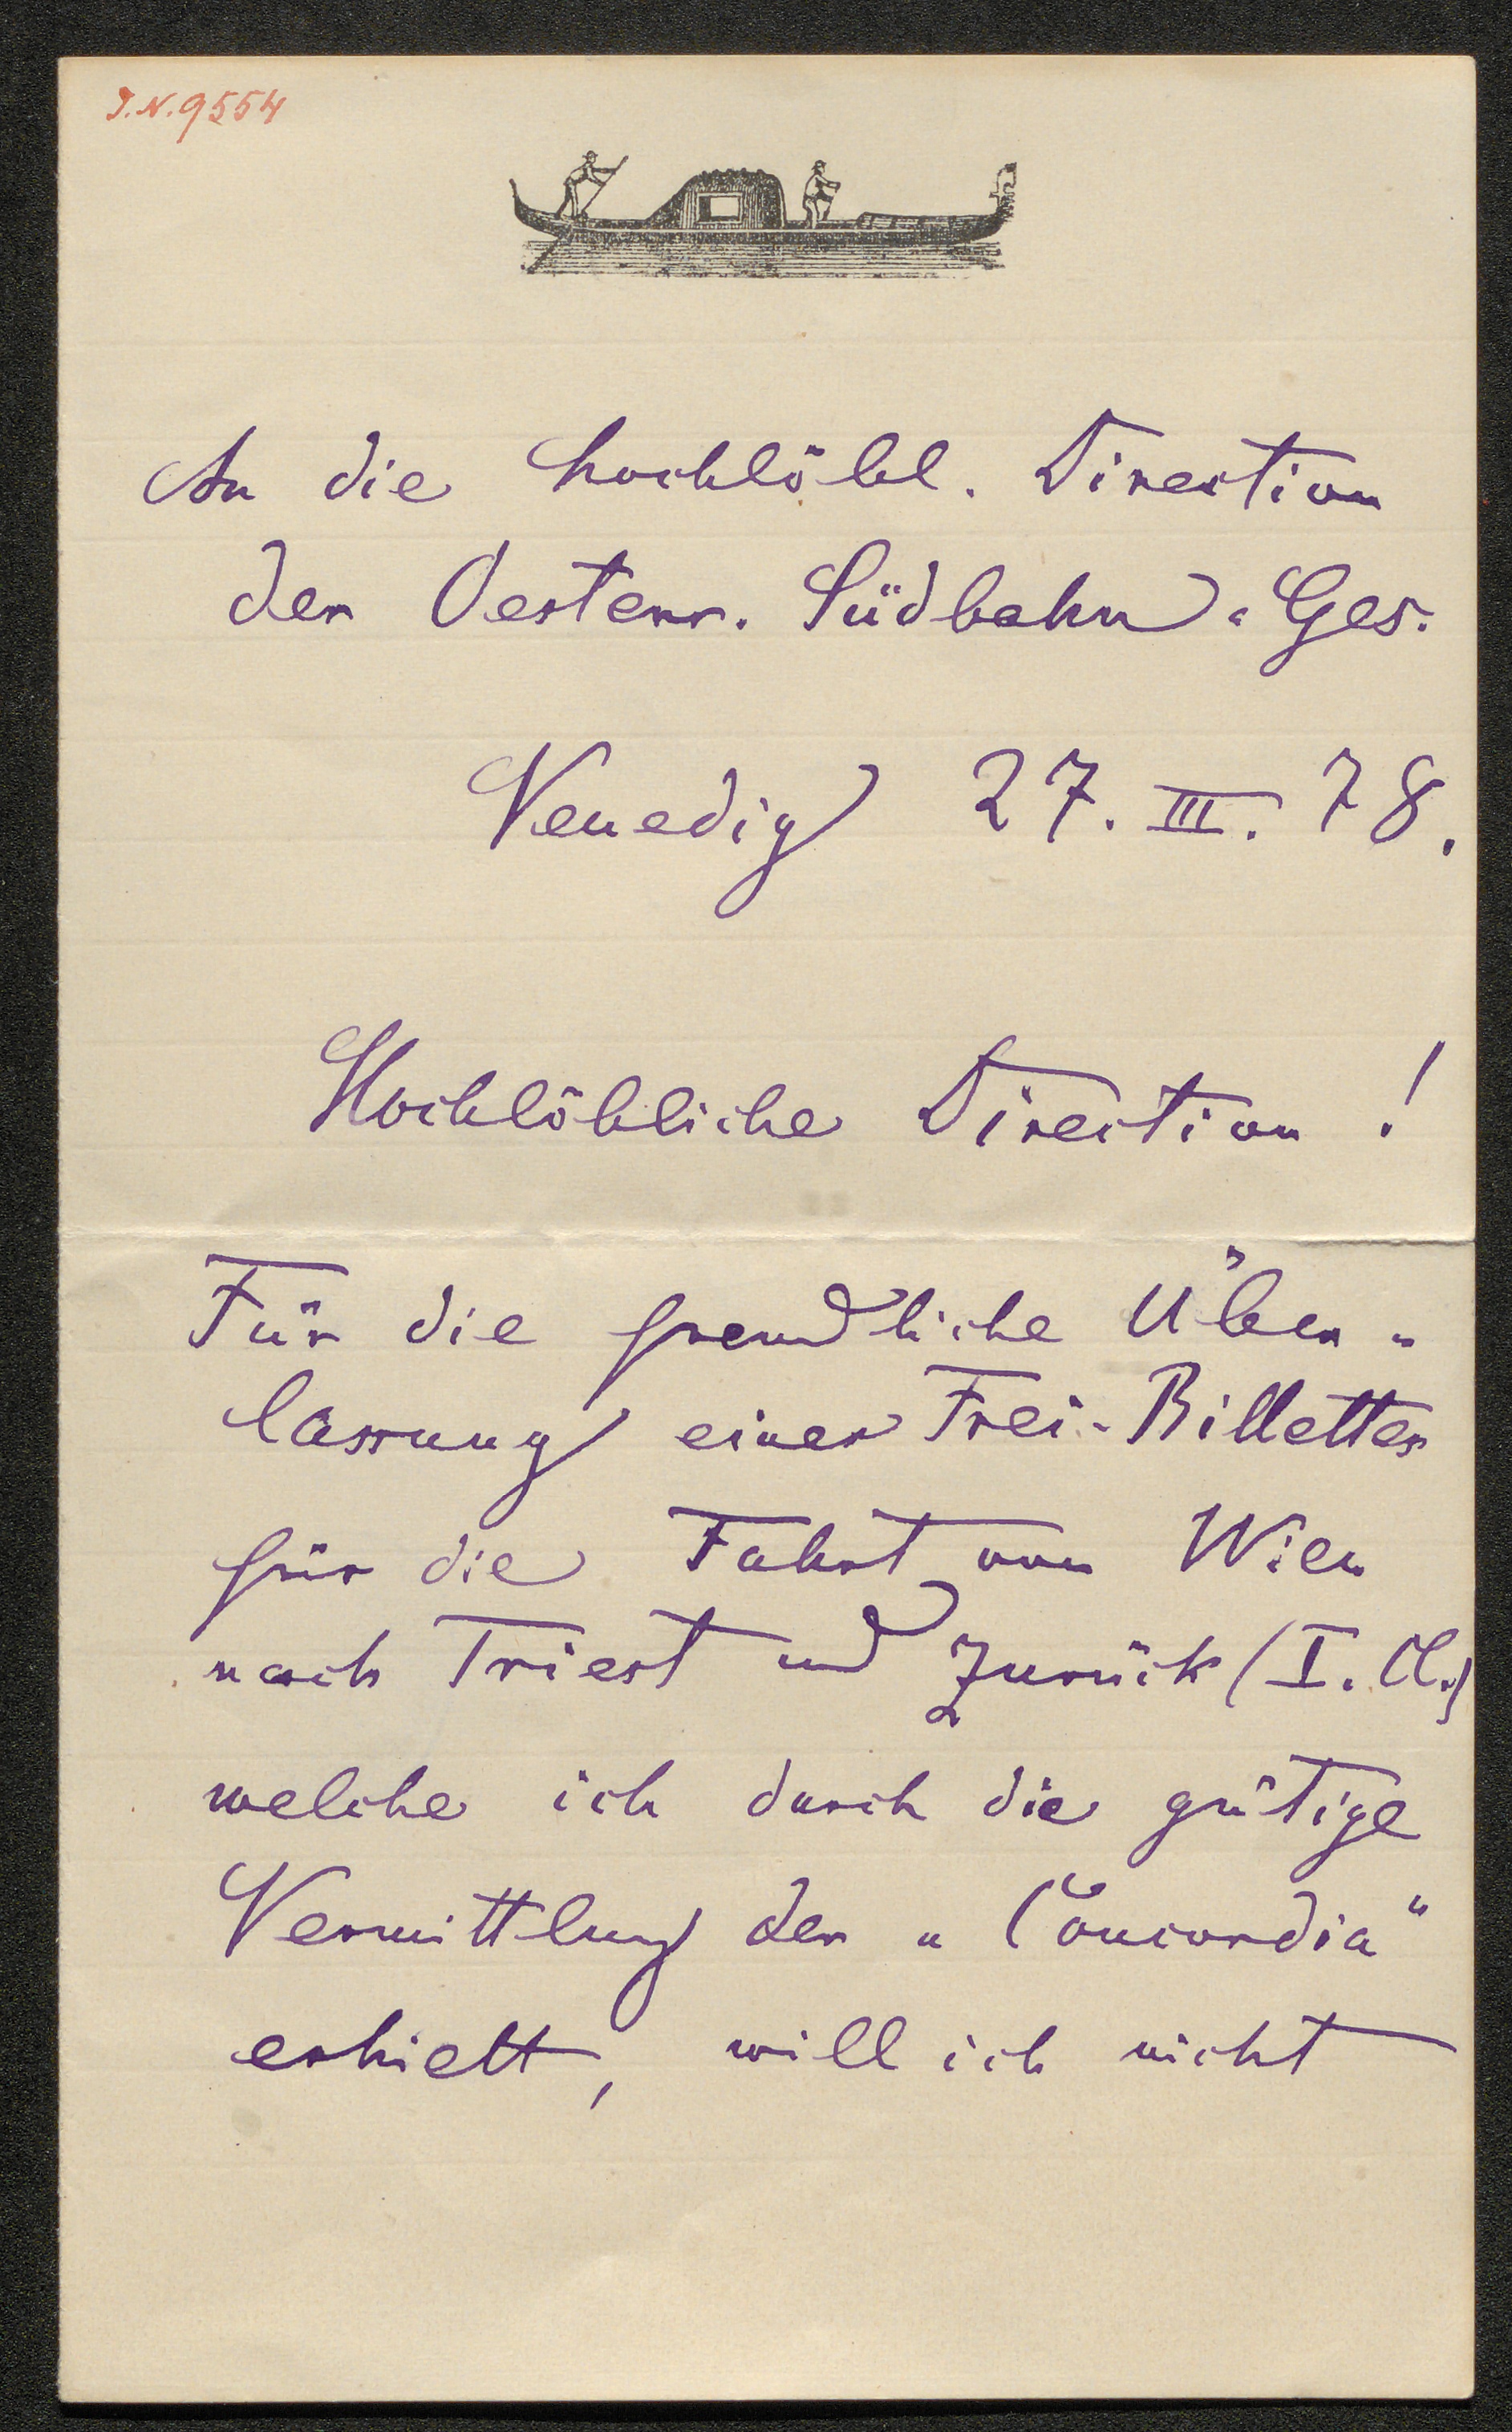 I.N. 9554
An die hochlöbl. Direction
der Oesterr. Südbahn-Ges.
Venedig 27. III. 78.
Hochlöbliche Direction!
Für die freundliche Über-
lassung eines Frei-Billettes
für die Fahrt von Wien
nach Triest und zurück (I. Cl.)
welche ich durch die gütige
Vermittlung der „Concordia“
erhielt, will ich nicht